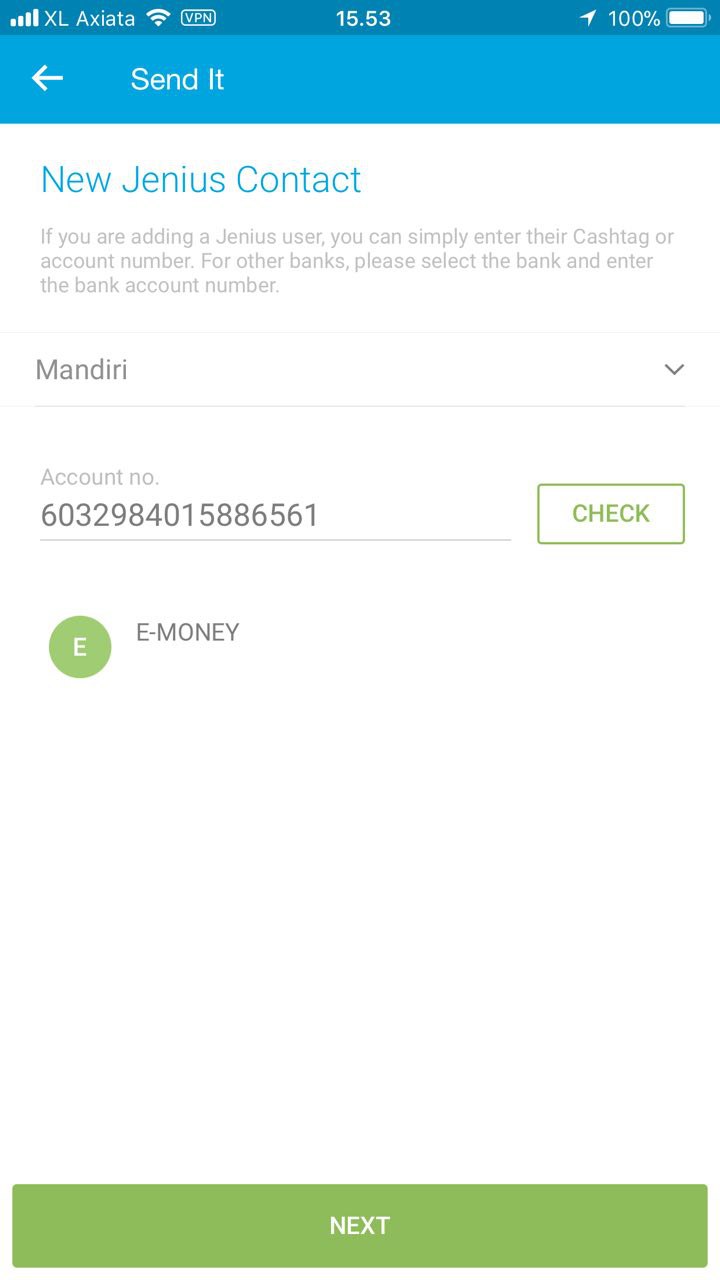 XL Axiata VPN 15.53 100%
Send It
New Jenius Contact
If you are adding a Jenius user, you can simply enter their Cashtag or
account number. For other banks, please select the bank and enter
the bank account number.
Mandiri
Account no.
6032984015886561
CHECK
E
E-MONEY
NEXT